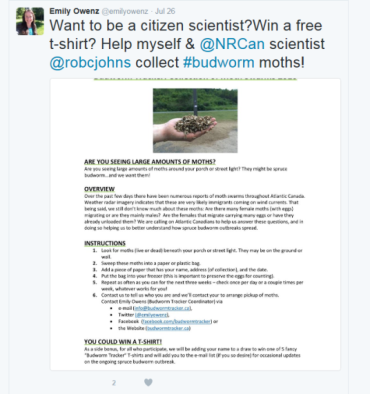 Emily Owenz @emilyowenz · Jul 26
Want to be a citizen scientist?Win a free
t-shirt? Help myself & @NRCan scientist
@robcjohns collect #budworm moths!
ARE YOU SEEING LARGE AMOUNTS OF MOTHS?
Are you seeing large amounts of moths around your porch or street light? They might be spruce
budworm...and we want them!
OVERVIEW
Over the past few days there have been numerous reports of moth swarms throughout Atlantic Canada.
Weather radar imagery indicates that these are very likely immigrants coming on wind currents. That
being said, we still don't know much about these moths: Are there many female moths (with eggs)
migrating or are they mainly males? Are the females that migrate carrying many eggs or have they
already unloaded them? We are calling on Atlantic Canadians to help us answer these questions, and in
doing so helping us to better understand how spruce budworm outbreaks spread.
INSTRUCTIONS
1. Look for moths (live or dead) beneath your porch or street light. They may be on the ground or
wall.
2. Sweep these moths into a paper or plastic bag.
3. Add a piece of paper that has your name, address (of collection), and the date.
4. Put the bag into your freezer (this is important to preserve the eggs for counting).
5. Repeat as often as you can for the next three weeks – check once per day or a couple times per
week, whatever works for you!
6. Contact us to tell us who you are and we'll contact you to arrange pickup of moths.
Contact Emily Owens (Budworm Tracker Coordinator) via
• e-mail (info@budwormtracker.ca),
• Twitter (@emilyowenz),
• Facebook (facebook.com/budwormtracker) or
• the Website (budwormtracker.ca)
YOU COULD WIN A T-SHIRT!
As a side bonus, for all who participate, we will be adding your name to a draw to win one of 5 fancy
"Budworm Tracker" T-shirts and will add you to the e-mail list (if you so desire) for occasional updates
on the ongoing spruce budworm outbreak.
2